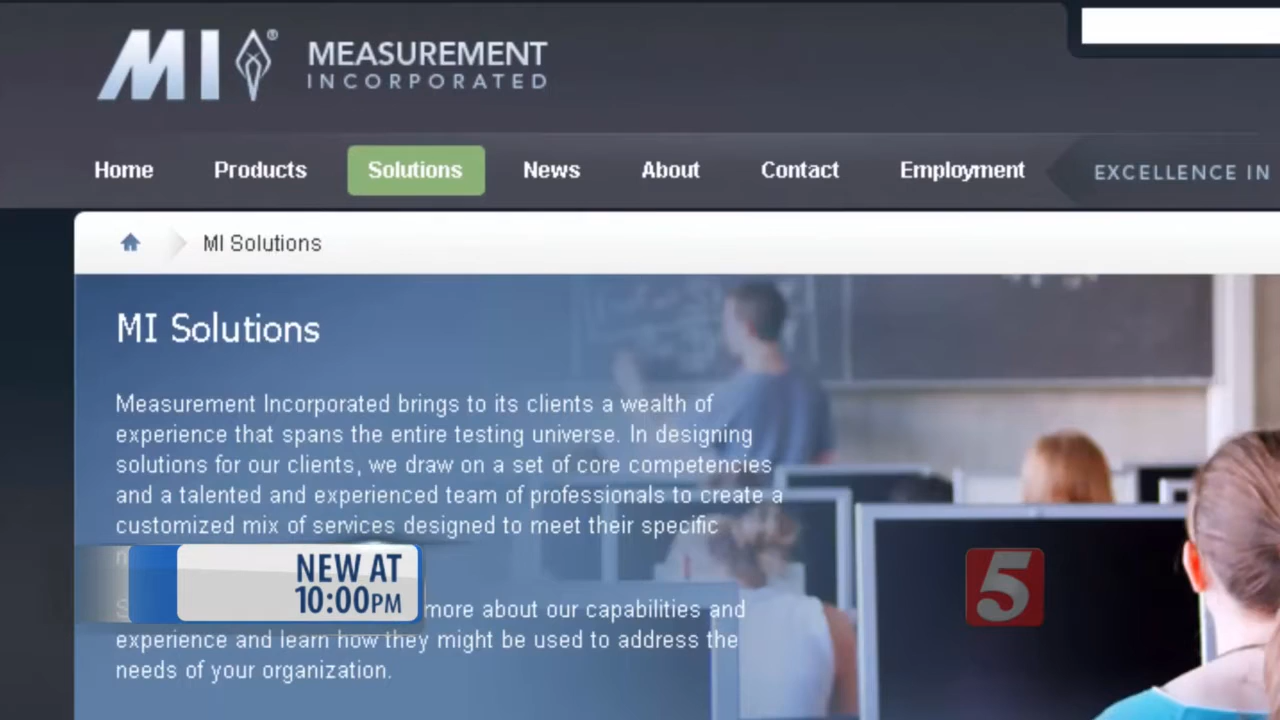 MI®
MEASUREMENT
INCORPORATED
Home Products Solutions News About Contact Employment EXCELLENCE IN
MI Solutions
MI Solutions
Measurement Incorporated brings to its clients a wealth of
experience that spans the entire testing universe. In designing
solutions for our clients, we draw on a set of core competencies
and a talented and experienced team of professionals to create a
customized mix of services designed to meet their specific
NEW AT
10:00PM
5
more about our capabilities and
experience and learn how they might be used to address the
needs of your organization.